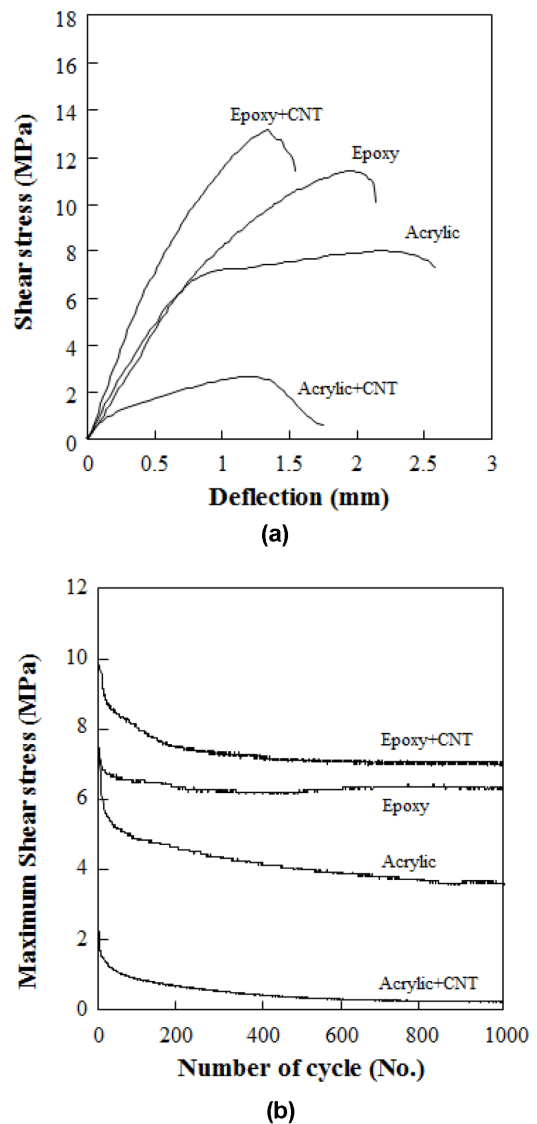 18
16
14
12
10
8
6
4
2
0
Shear stress (MPa)
Epoxy+CNT
Epoxy
Acrylic
Acrylic+CNT
0 0.5 1 1.5 2 2.5 3
Deflection (mm)
(a)
12
10
8
6
4
2
0
Maximum Shear stress (MPa)
Epoxy+CNT
Epoxy
Acrylic
Acrylic+CNT
0 200 400 600 800 1000
Number of cycle (No.)
(b)